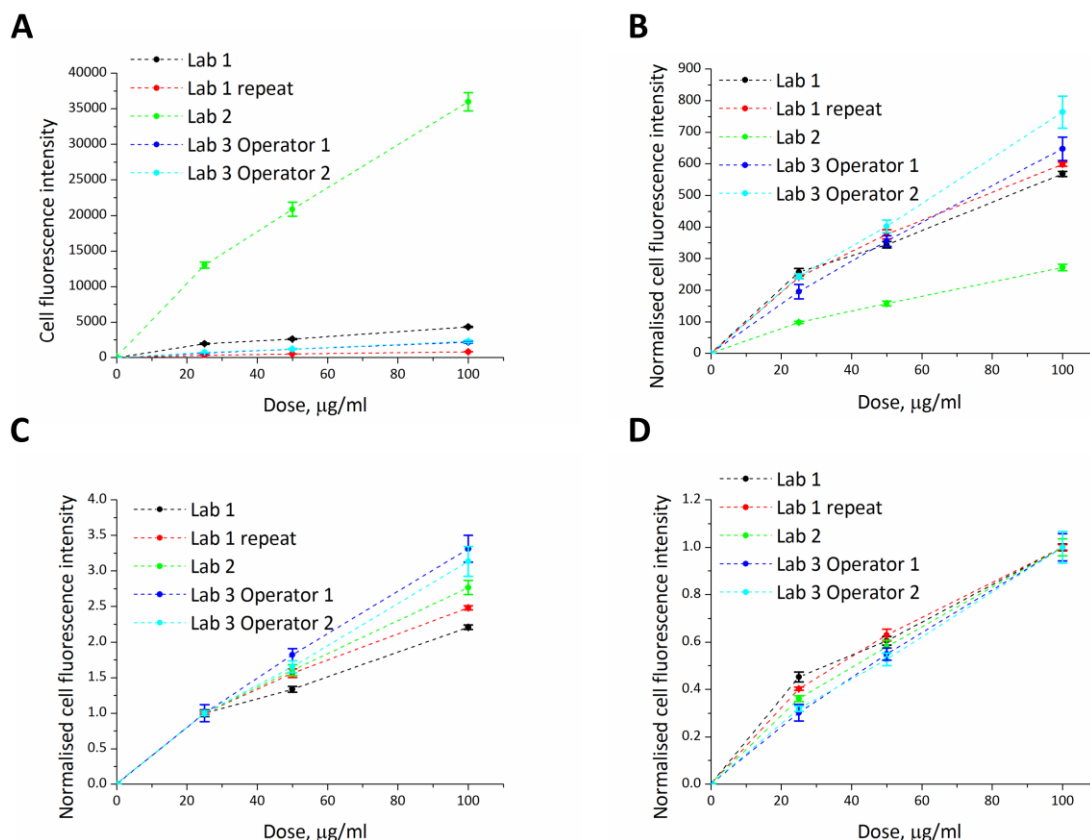 A
Lab 1
Lab 1 repeat
Lab 2
Lab 3 Operator 1
Lab 3 Operator 2
Cell fluorescence intensity
40000
35000
30000
25000
20000
15000
10000
5000
0
0 20 40 60 80 100
Dose, μg/ml
B
Lab 1
Lab 1 repeat
Lab 2
Lab 3 Operator 1
Lab 3 Operator 2
Normalised cell fluorescence intensity
900
800
700
600
500
400
300
200
100
0
0 20 40 60 80 100
Dose, μg/ml
C
Lab 1
Lab 1 repeat
Lab 2
Lab 3 Operator 1
Lab 3 Operator 2
Normalised cell fluorescence intensity
4.0
3.5
3.0
2.5
2.0
1.5
1.0
0.5
0.0
0 20 40 60 80 100
Dose, μg/ml
D
Lab 1
Lab 1 repeat
Lab 2
Lab 3 Operator 1
Lab 3 Operator 2
Normalised cell fluorescence intensity
1.2
1.0
0.8
0.6
0.4
0.2
0.0
0 20 40 60 80 100
Dose, μg/ml